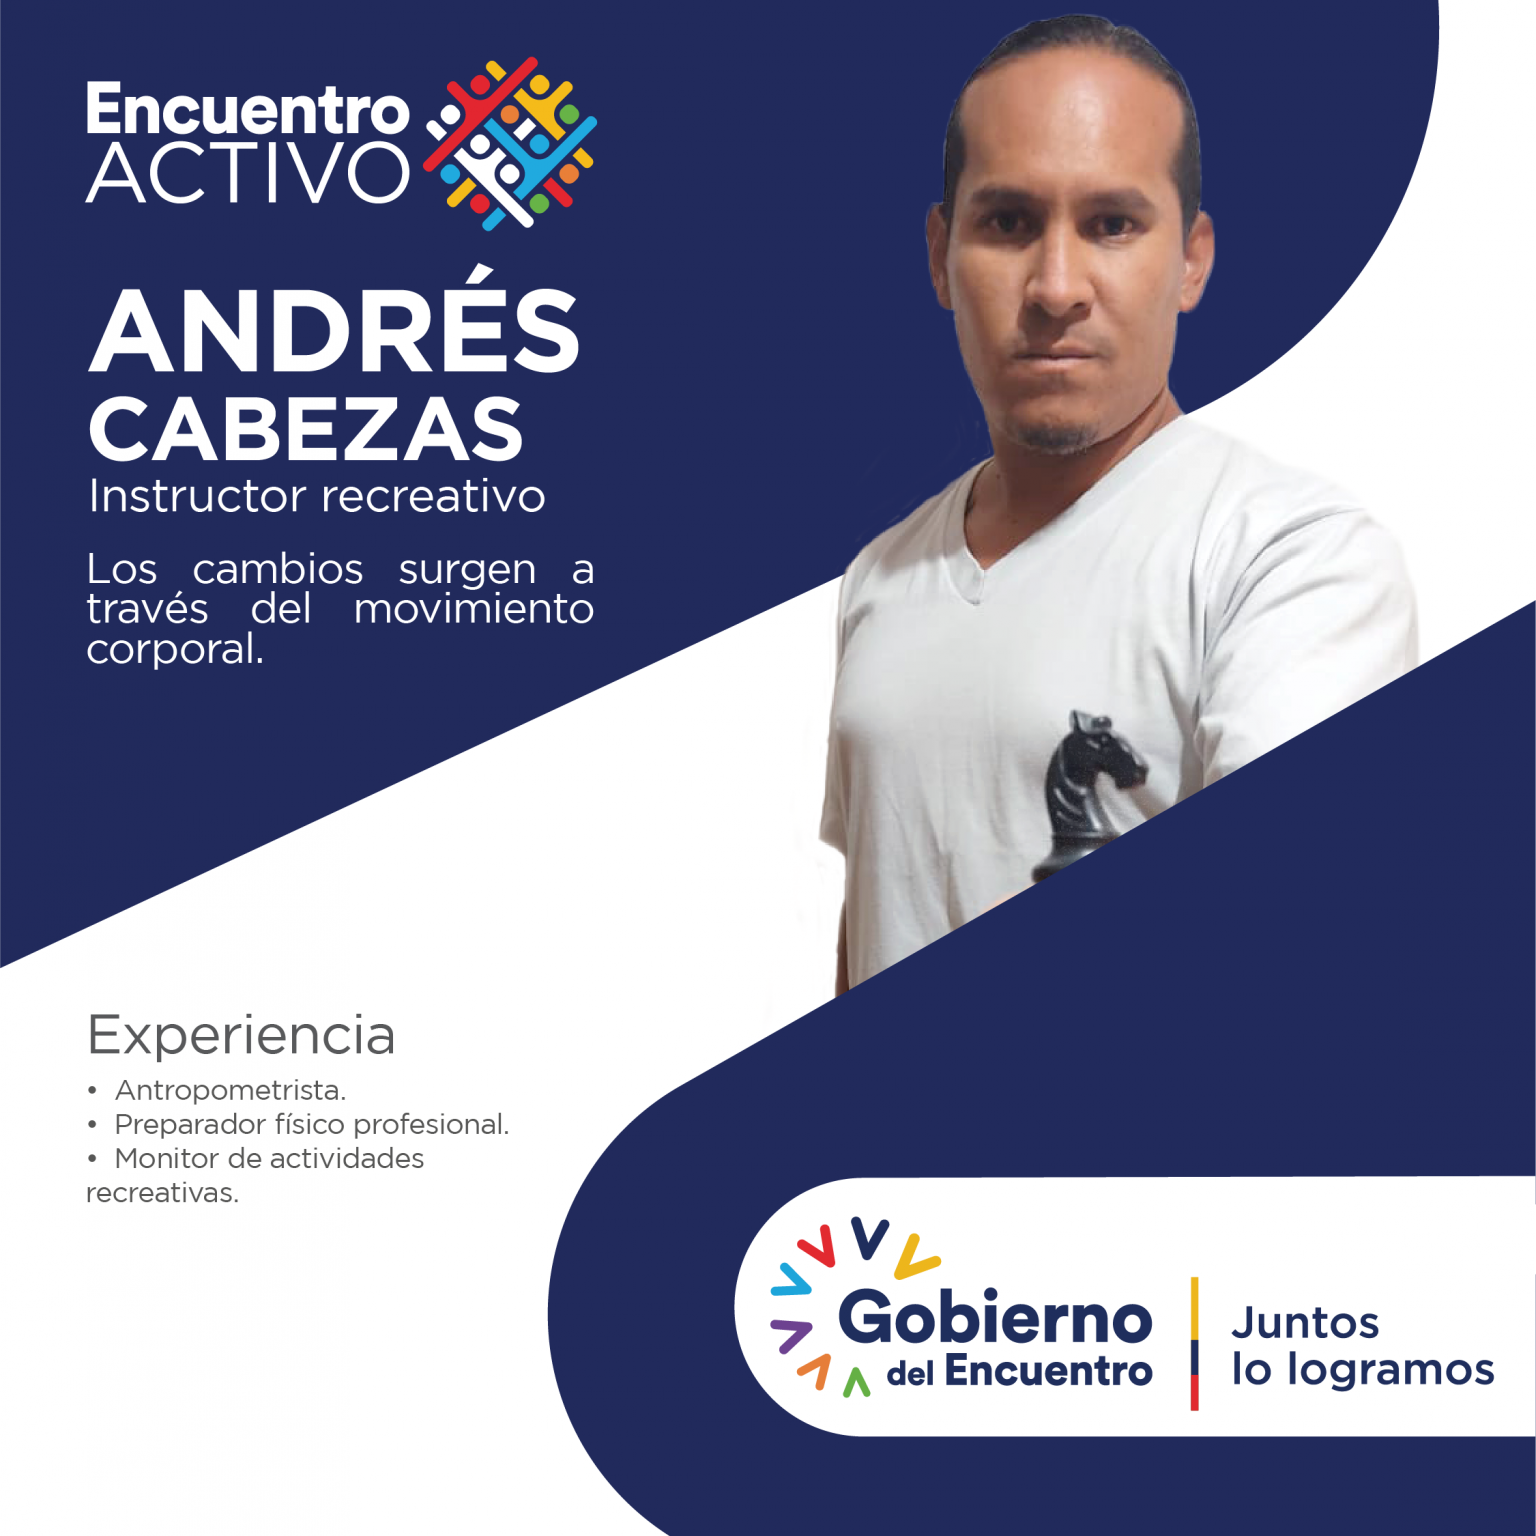 Encuentro
ACTIVO
ANDRÉS
CABEZAS
Instructor recreativo
Los cambios surgen a
través del movimiento
corporal.
Experiencia
• Antropometrista.
• Preparador físico profesional.
• Monitor de actividades
recreativas.
Gobierno
del Encuentro
Juntos
lo logramos